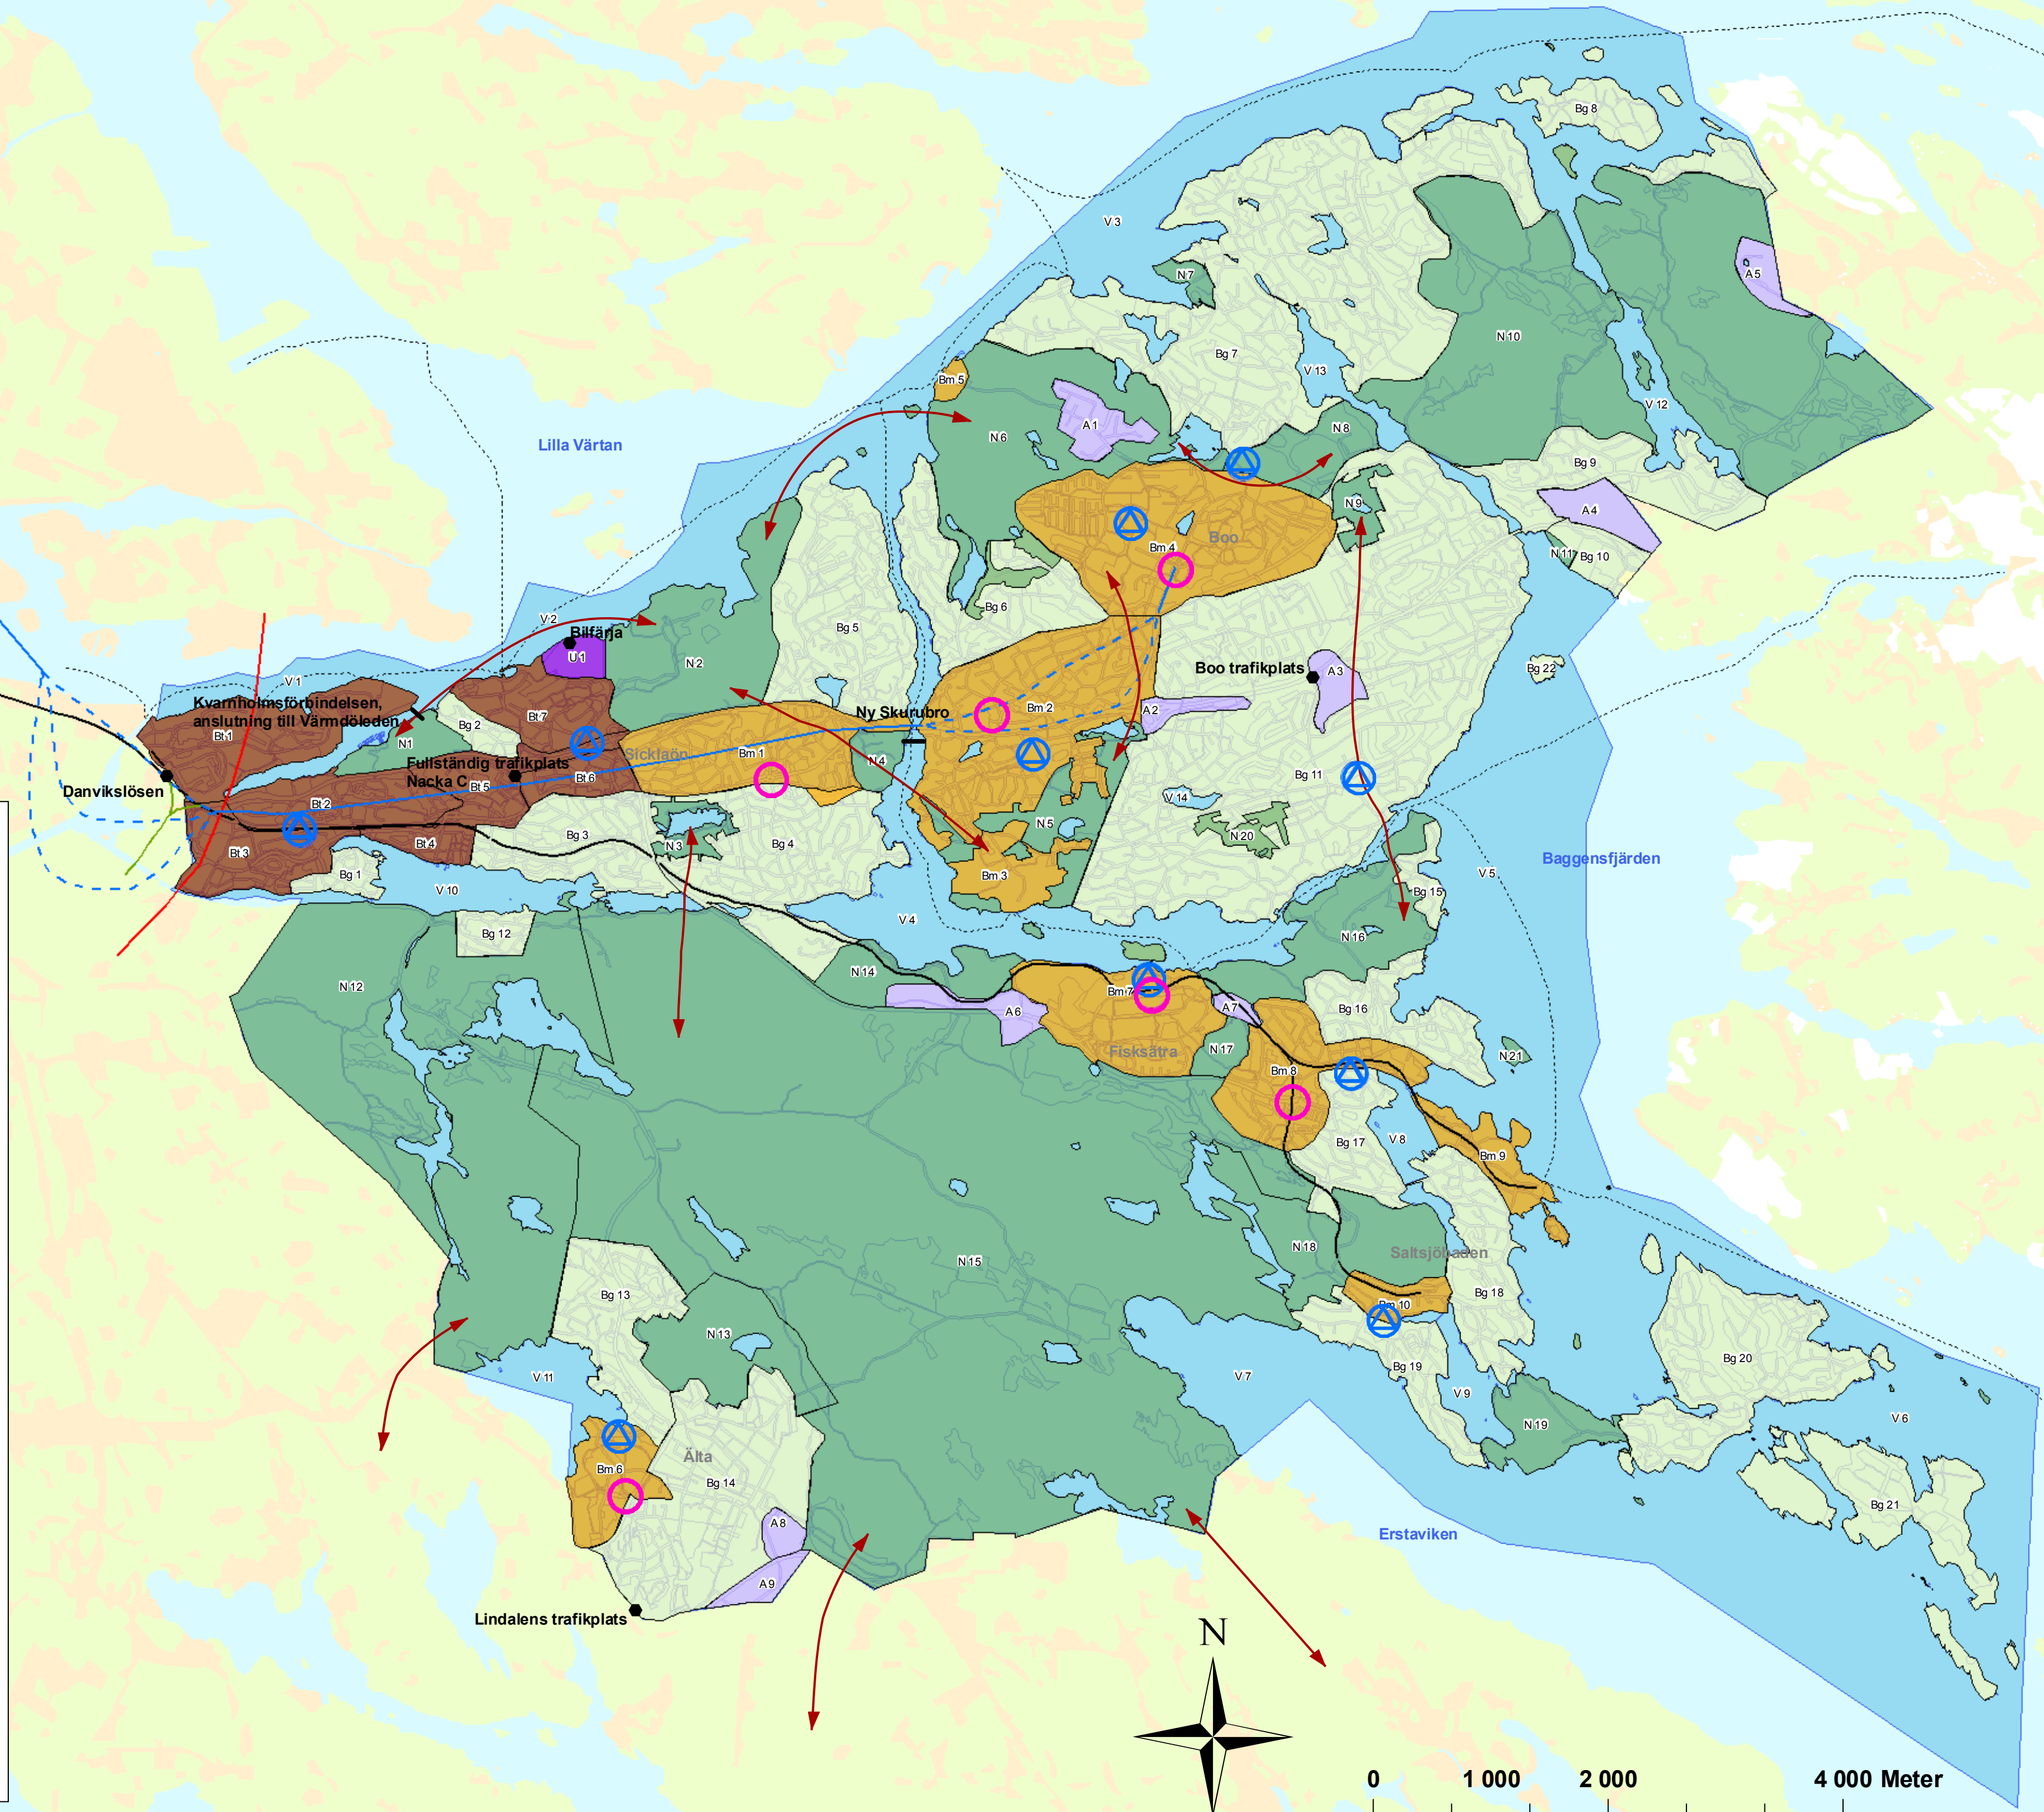 Bg 8
V 3
N 7
A 5
N 10
Bg 7
V 13
Bm 5
V 12
A 1
N 8
N 6
Lilla Värtan
Bg 9
N 9
A 4
Boo
Bm 4
N 11
Bg 10
Bg 6
V 2
Bg 5
Bilfärja
U 1
N 2
Boo trafikplats
A 3
Bg 22
V 1
Kvarnholmsförbindelsen,
anslutning till Värmdöleden
Bt 1
Bg 2
Bt 7
Ny Skurubro
Bm 2
A 2
N1
Sicklaön
Bm 1
N 4
Fullständig trafikplats
Nacka C
Bt 6
Bt 5
Bg 11
Danvikslösen
Bt 2
V 14
Bg 3
N 5
N 20
Bt 3
Bt 4
N 3
Bg 4
Baggensfjärden
Bg 1
Bm 3
V 5
V 10
Bg 15
V 4
Bg 12
N 16
N 12
N 14
Bm 7
A 6
A 7
Bg 16
Fisksätra
N 17
N 21
Bm 8
Bg 17
V 8
Bm 9
N 18
Saltsjöbaden
N 15
Bg 13
Bm 10
Bg 18
N 13
Bg 19
Bg 20
V 11
V 7
V 9
V 6
N 19
Älta
Bm 6
Bg 14
Bg 21
A 8
Erstaviken
A 9
Lindalens trafikplats
N
0 1 000 2 000 4 000 Meter